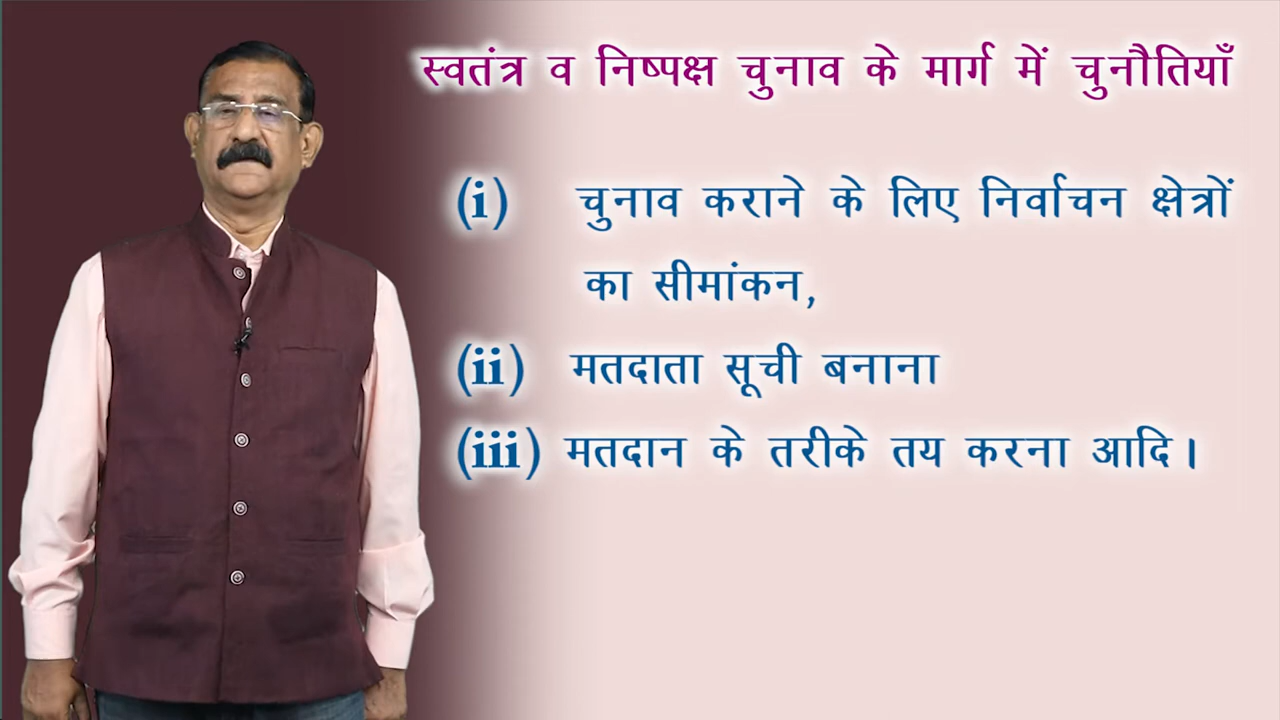 स्वतंत्र व निष्पक्ष चुनाव के मार्ग में चुनौतियाँ
(i) चुनाव कराने के लिए निर्वाचन क्षेत्रों
का सीमांकन,
(ii) मतदाता सूची बनाना
(iii) मतदान के तरीके तय करना आदि।